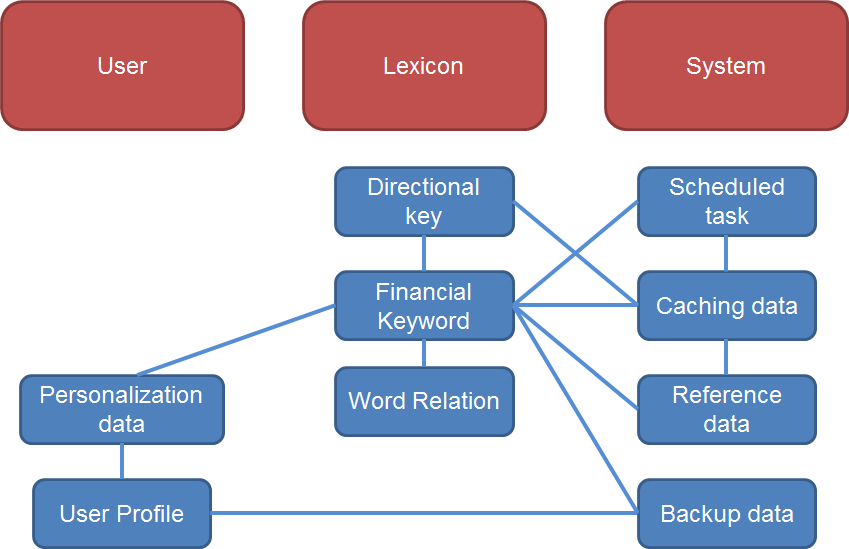 User
Lexicon
System
Directional
key
Scheduled
task
Financial
Keyword
Caching data
Personalization
data
Word Relation
Reference
data
User Profile
Backup data